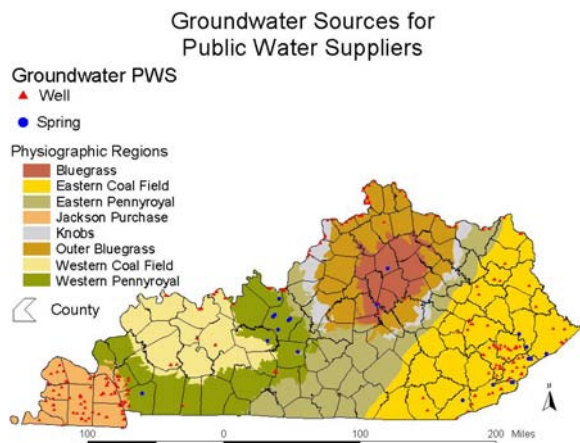 Groundwater Sources for
Public Water Suppliers
Groundwater PWS
Well
Spring
Physiographic Regions
Bluegrass
Eastern Coal Field
Eastern Pennyroyal
Jackson Purchase
Knobs
Outer Bluegrass
Western Coal Field
Western Pennyroyal
County
N
100 0 100 200 Miles